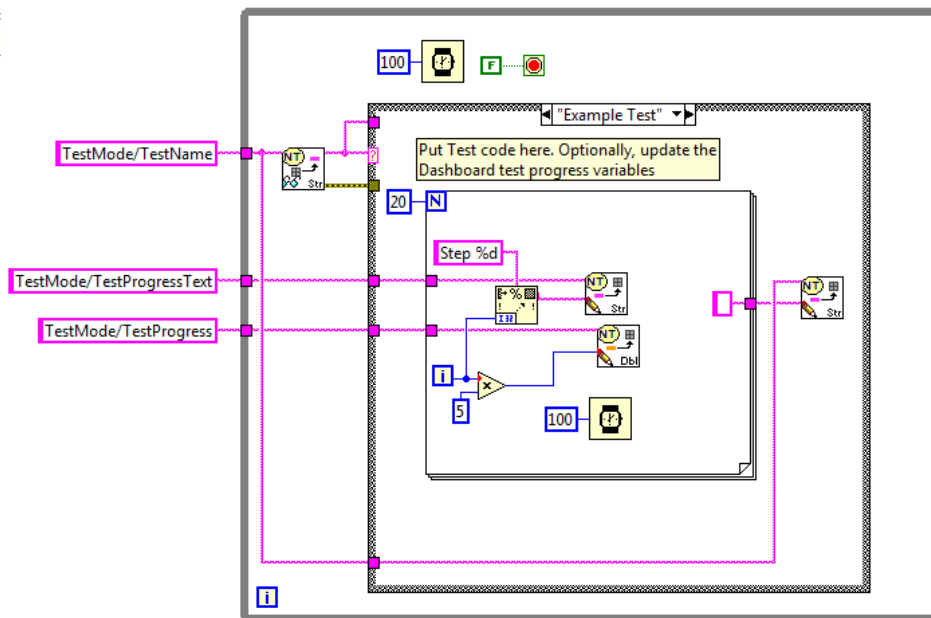 100
F
"Example Test"
TestMode/TestName
NT
Str
?
Put Test code here. Optionally, update the
Dashboard test progress variables
20
N
Step %d
TestMode/TestProgressText
NT
Str
NT
Str
%
I32
TestMode/TestProgress
NT
Dbl
i
x
5
100
i